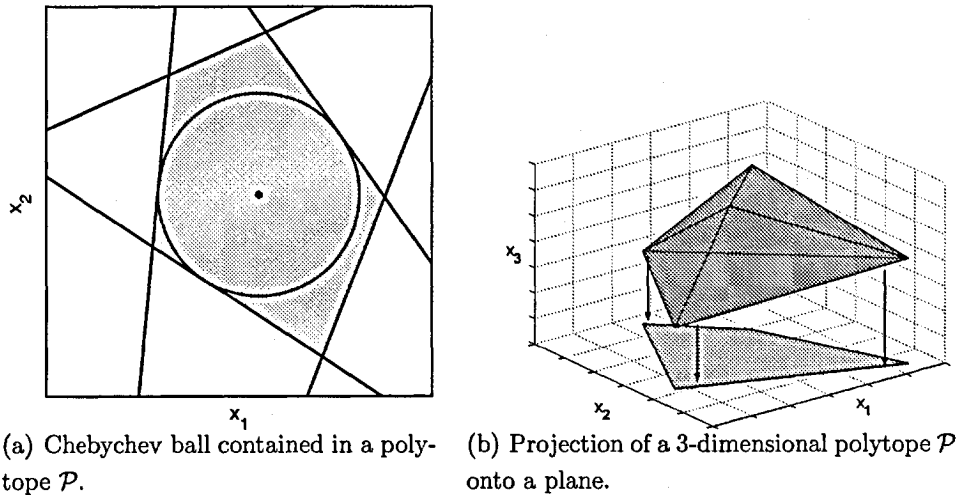 x2
x1
x3
x2
x1
(a) Chebychev ball contained in a poly-
tope P.
(b) Projection of a 3-dimensional polytope P
onto a plane.